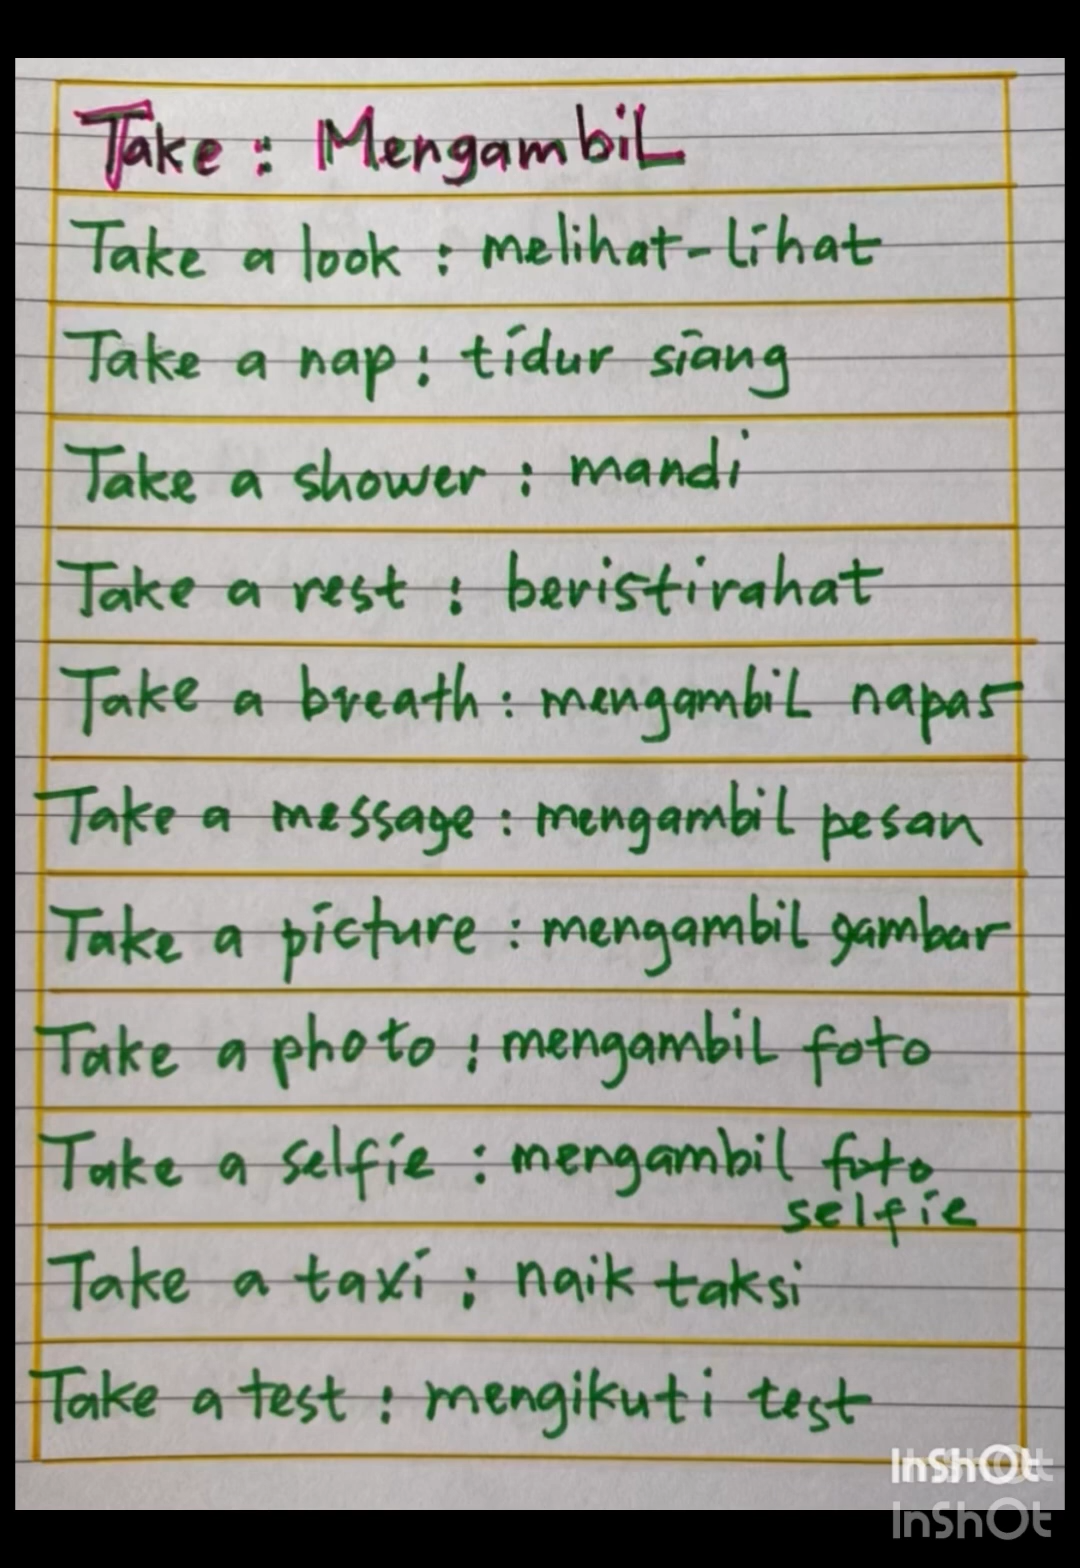 Take : Mengambil
Take a look : melihat-lihat
Take a nap : tidur siang
Take a shower : mandi
Take a rest : beristirahat
Take a breath : mengambil napas
Take a message : mengambil pesan
Take a picture : mengambil gambar
Take a photo : mengambil foto
Take a selfie : mengambil foto
selfie
Take a taxi : naik taksi
Take a test : mengikuti test
InShOt
InShOt